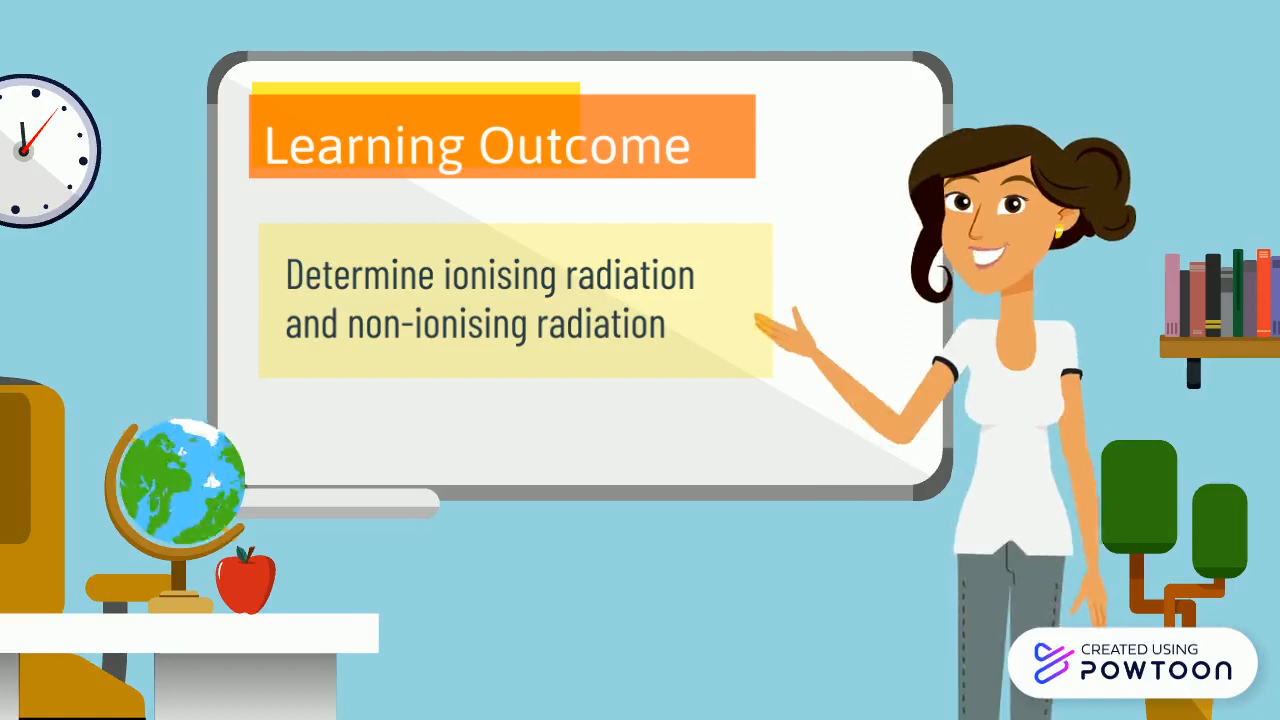 Learning Outcome
Determine ionising radiation
and non-ionising radiation
CREATED USING
POWTOON